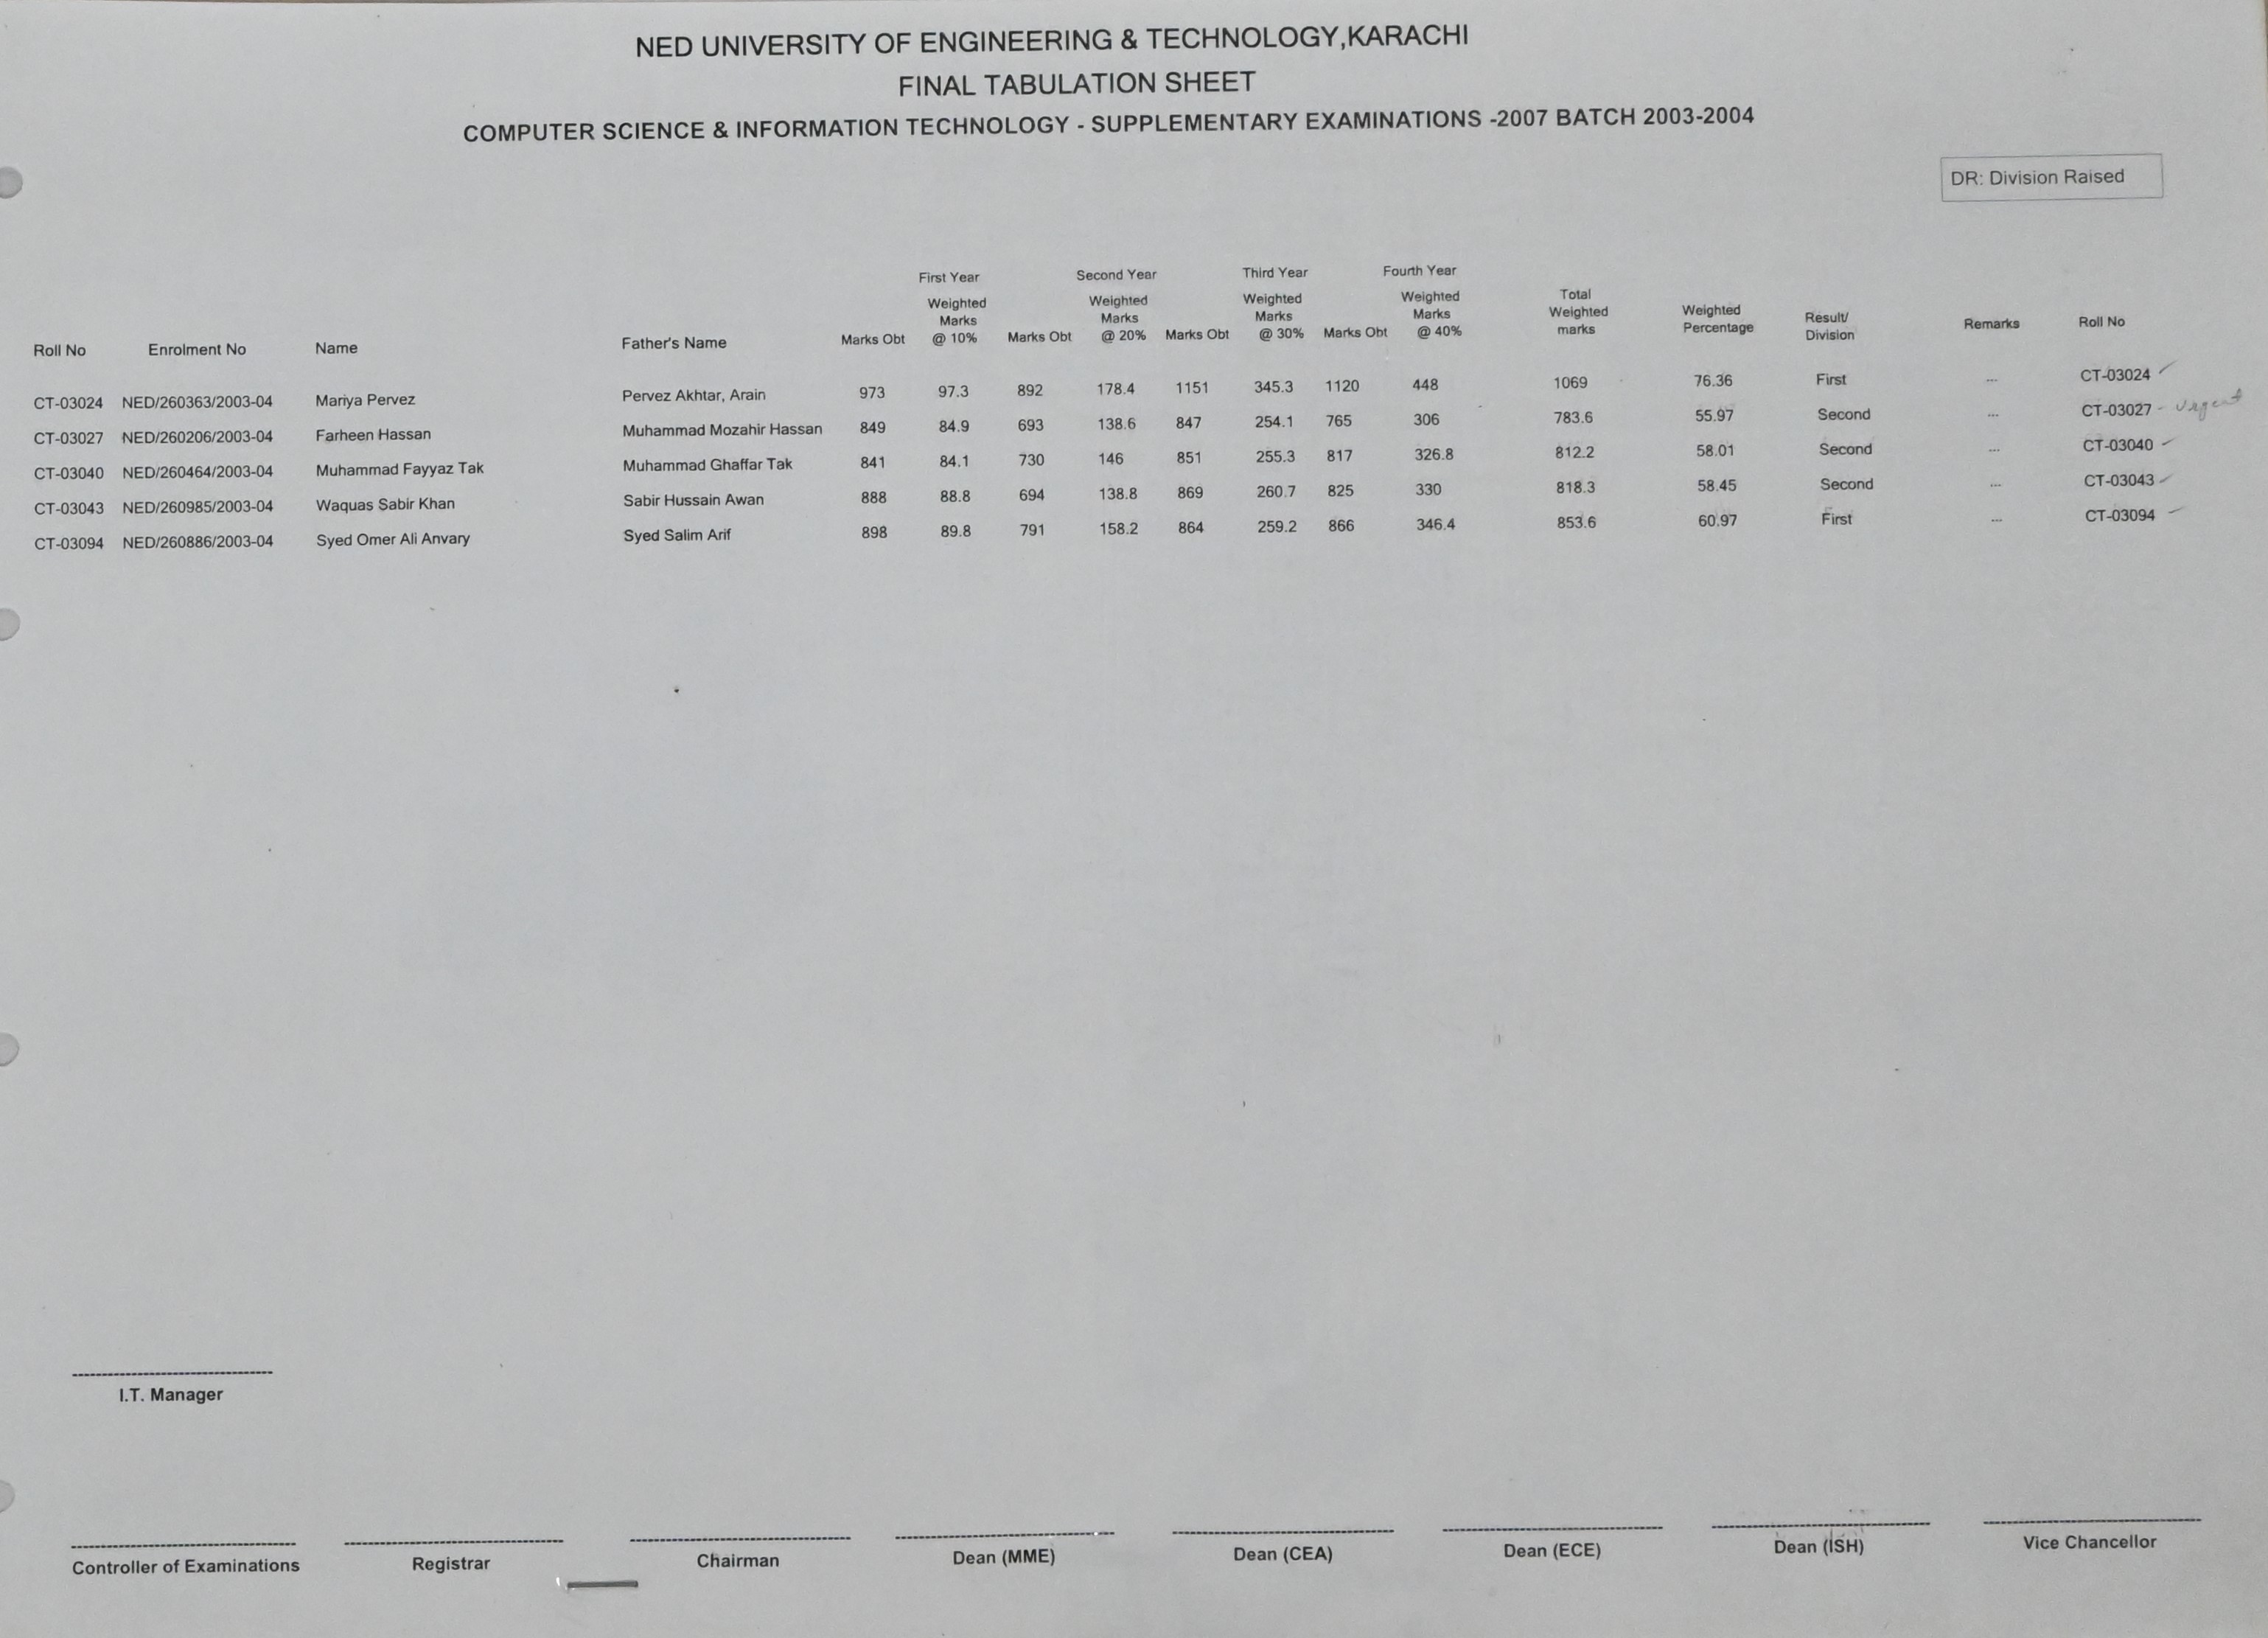 NED UNIVERSITY OF ENGINEERING & TECHNOLOGY,KARACHI
FINAL TABULATION SHEET
COMPUTER SCIENCE & INFORMATION TECHNOLOGY - SUPPLEMENTARY EXAMINATIONS -2007 BATCH 2003-2004
DR: Division Raised
First Year Second Year Third Year Fourth Year
Roll No Enrolment No Name Father's Name Marks Obt Weighted Marks @ 10% Marks Obt Weighted Marks @ 20% Marks Obt Weighted Marks @ 30% Marks Obt Weighted Marks @ 40% Total Weighted marks Weighted Percentage Result/ Division Remarks Roll No
CT-03024 NED/260363/2003-04 Mariya Pervez Pervez Akhtar, Arain 973 97.3 892 178.4 1151 345.3 1120 448 1069 76.36 First --- CT-03024
CT-03027 NED/260206/2003-04 Farheen Hassan Muhammad Mozahir Hassan 849 84.9 693 138.6 847 254.1 765 306 783.6 55.97 Second --- CT-03027 - Urgent
CT-03040 NED/260464/2003-04 Muhammad Fayyaz Tak Muhammad Ghaffar Tak 841 84.1 730 146 851 255.3 817 326.8 812.2 58.01 Second --- CT-03040
CT-03043 NED/260985/2003-04 Waquas Sabir Khan Sabir Hussain Awan 888 88.8 694 138.8 869 260.7 825 330 818.3 58.45 Second --- CT-03043
CT-03094 NED/260886/2003-04 Syed Omer Ali Anvary Syed Salim Arif 898 89.8 791 158.2 864 259.2 866 346.4 853.6 60.97 First --- CT-03094
I.T. Manager
Controller of Examinations Registrar Chairman Dean (MME) Dean (CEA) Dean (ECE) Dean (ISH) Vice Chancellor